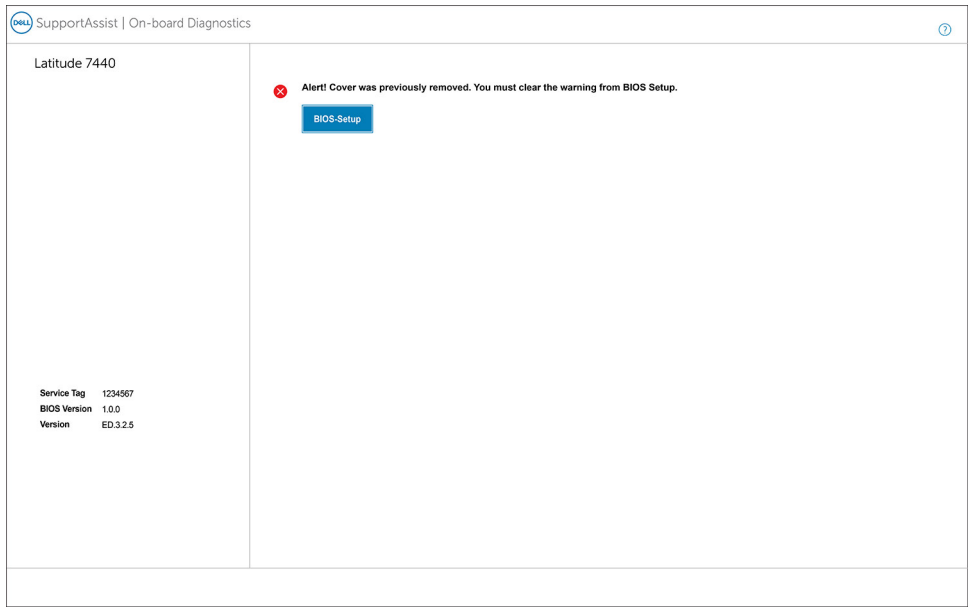 DELL SupportAssist | On-board Diagnostics
?
Latitude 7440
Alert! Cover was previously removed. You must clear the warning from BIOS Setup.
BIOS-Setup
Service Tag 1234567
BIOS Version 1.0.0
Version ED.3.2.5